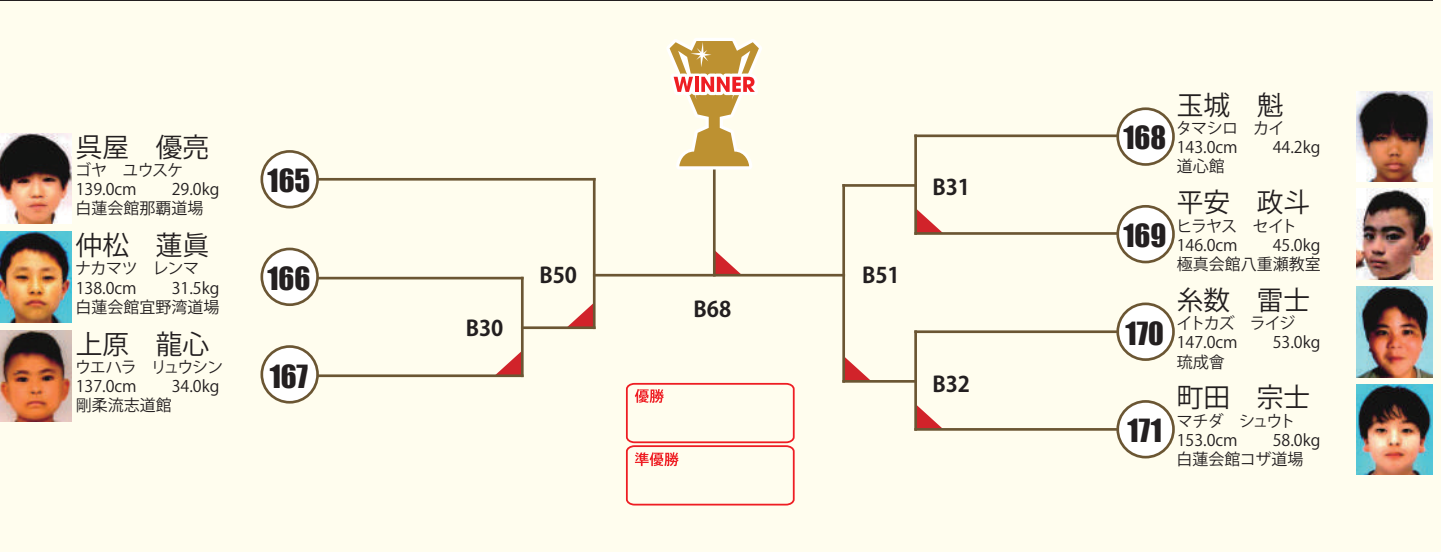 WINNER
呉屋　優亮
ゴヤ　ユウスケ
139.0cm　29.0kg
白蓮会館那覇道場
165
仲松　蓮眞
ナカマツ　レンマ
138.0cm　31.5kg
白蓮会館宜野湾道場
166
上原　龍心
ウエハラ　リュウシン
137.0cm　34.0kg
剛柔流志道館
167
B30
B50
B68
優勝
準優勝
B51
B31
B32
168
玉城　魁
タマシロ　カイ
143.0cm　44.2kg
道心館
169
平安　政斗
ヒラヤス　セイト
146.0cm　45.0kg
極真会館八重瀬教室
170
糸数　雷士
イトカズ　ライジ
147.0cm　53.0kg
琉成會
171
町田　宗士
マチダ　シュウト
153.0cm　58.0kg
白蓮会館コザ道場